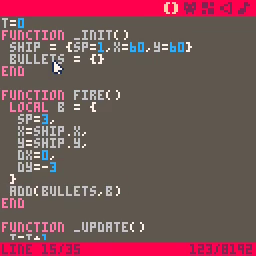 T=0
FUNCTION _INIT()
 SHIP = {SP=1,X=60,Y=60}
 BULLETS = {}
END

FUNCTION FIRE()
 LOCAL B = {
  SP=3,
  X=SHIP.X,
  Y=SHIP.Y,
  DX=0,
  DY=-3
 }
 ADD(BULLETS,B)
END

FUNCTION _UPDATE()
 T=T+1
LINE 15/35 123/8192